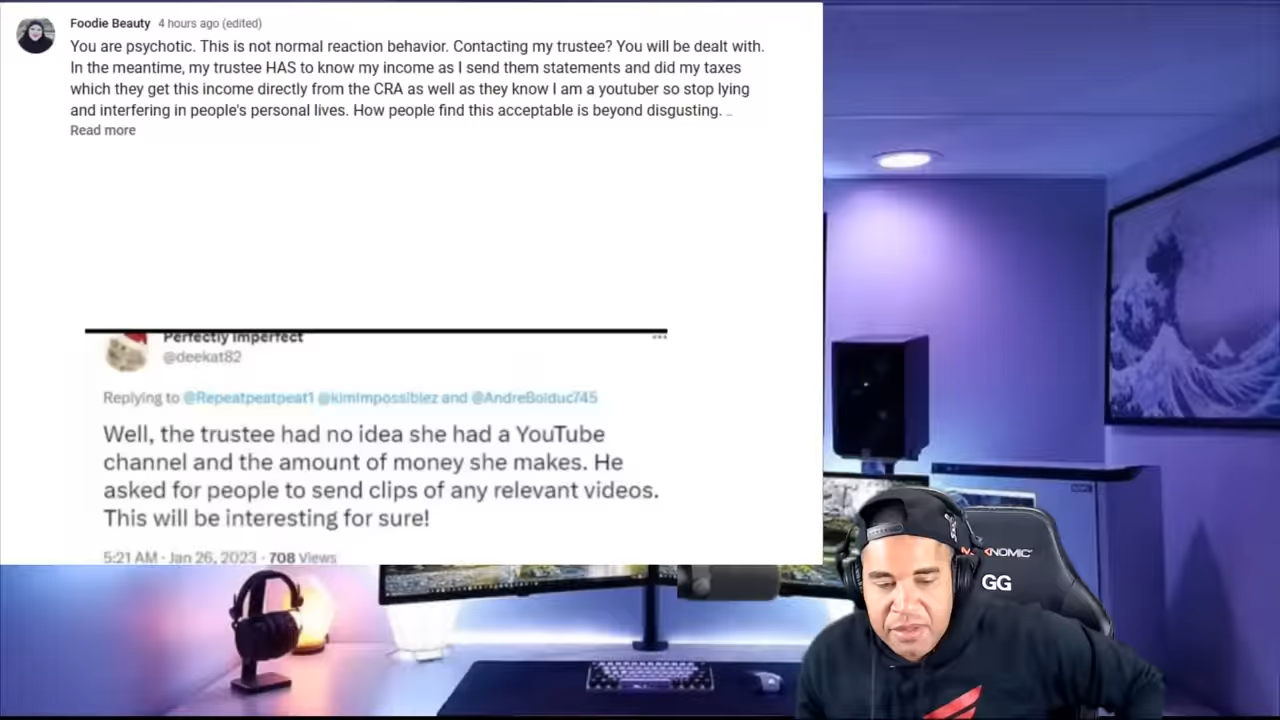 Foodie Beauty 4 hours ago (edited)
You are psychotic. This is not normal reaction behavior. Contacting my trustee? You will be dealt with.
In the meantime, my trustee HAS to know my income as I send them statements and did my taxes
which they get this income directly from the CRA as well as they know I am a youtuber so stop lying
and interfering in people's personal lives. How people find this acceptable is beyond disgusting. ...
Read more
Perfectly Imperfect
@deekat82
Replying to @Repeatpeatpeat1 @kimImpossiblez and @AndreBolduc745
Well, the trustee had no idea she had a YouTube
channel and the amount of money she makes. He
asked for people to send clips of any relevant videos.
This will be interesting for sure!
5:21 AM · Jan 26, 2023 · 708 Views
GG